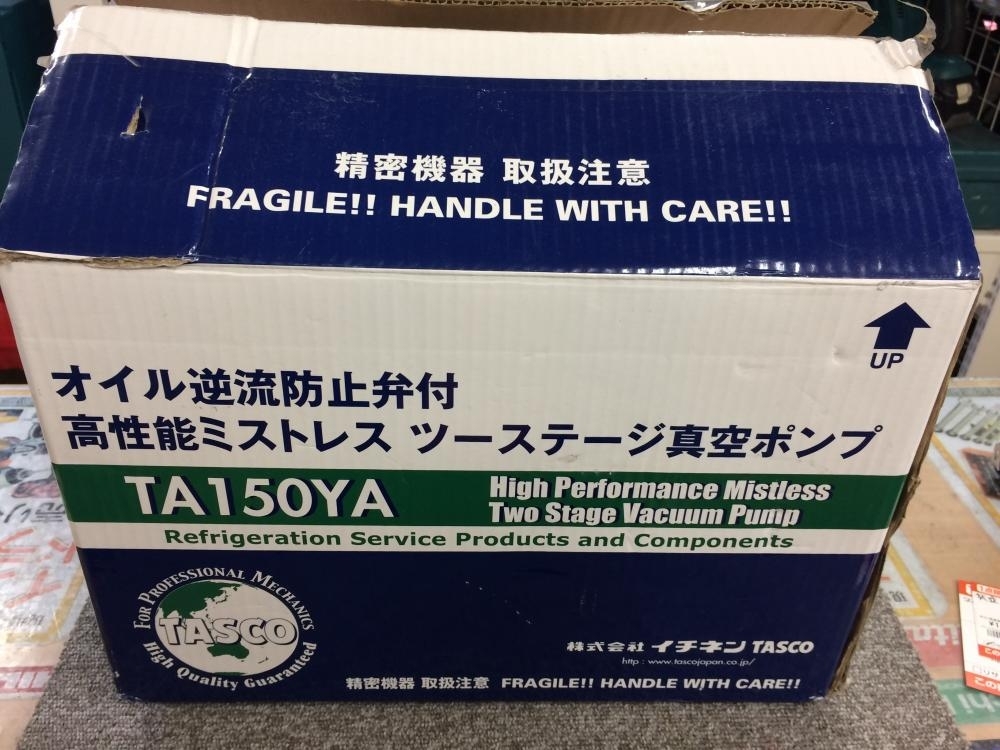 精密機器 取扱注意
FRAGILE!! HANDLE WITH CARE!!
UP
オイル逆流防止弁付
高性能ミストレス ツーステージ真空ポンプ
TA150YA
High Performance Mistless
Two Stage Vacuum Pump
Refrigeration Service Products and Components
FOR PROFESSIONAL MECHANICS
TASCO
High Quality Guaranteed
株式会社 イチネン TASCO
http : www.tascojapan.co.jp/
精密機器 取扱注意 FRAGILE!! HANDLE WITH CARE!!